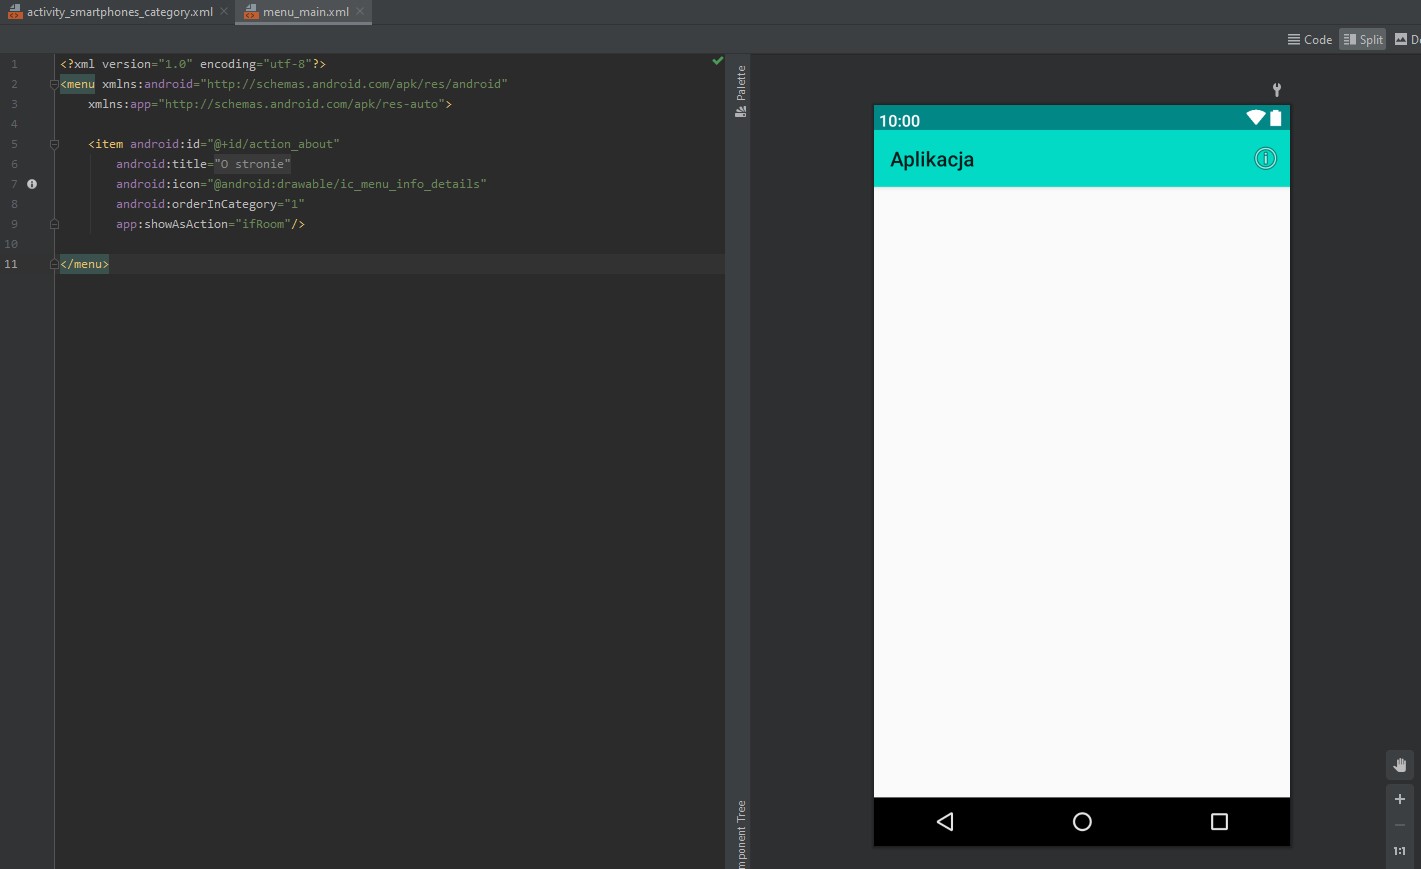 activity_smartphones_category.xml
menu_main.xml
Code
Split
1 <?xml version="1.0" encoding="utf-8"?>
2 <menu xmlns:android="http://schemas.android.com/apk/res/android"
3 xmlns:app="http://schemas.android.com/apk/res-auto">
4
5 <item android:id="@+id/action_about"
6 android:title="O stronie"
7 android:icon="@android:drawable/ic_menu_info_details"
8 android:orderInCategory="1"
9 app:showAsAction="ifRoom"/>
10
11 </menu>
Palette
10:00
Aplikacja
mponent Tree
1:1